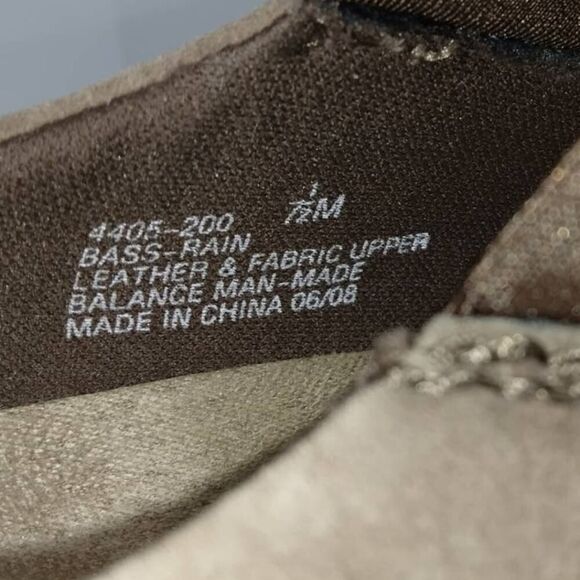 4405-200 7½M
BASS-RAIN
LEATHER & FABRIC UPPER
BALANCE MAN-MADE
MADE IN CHINA 06/08